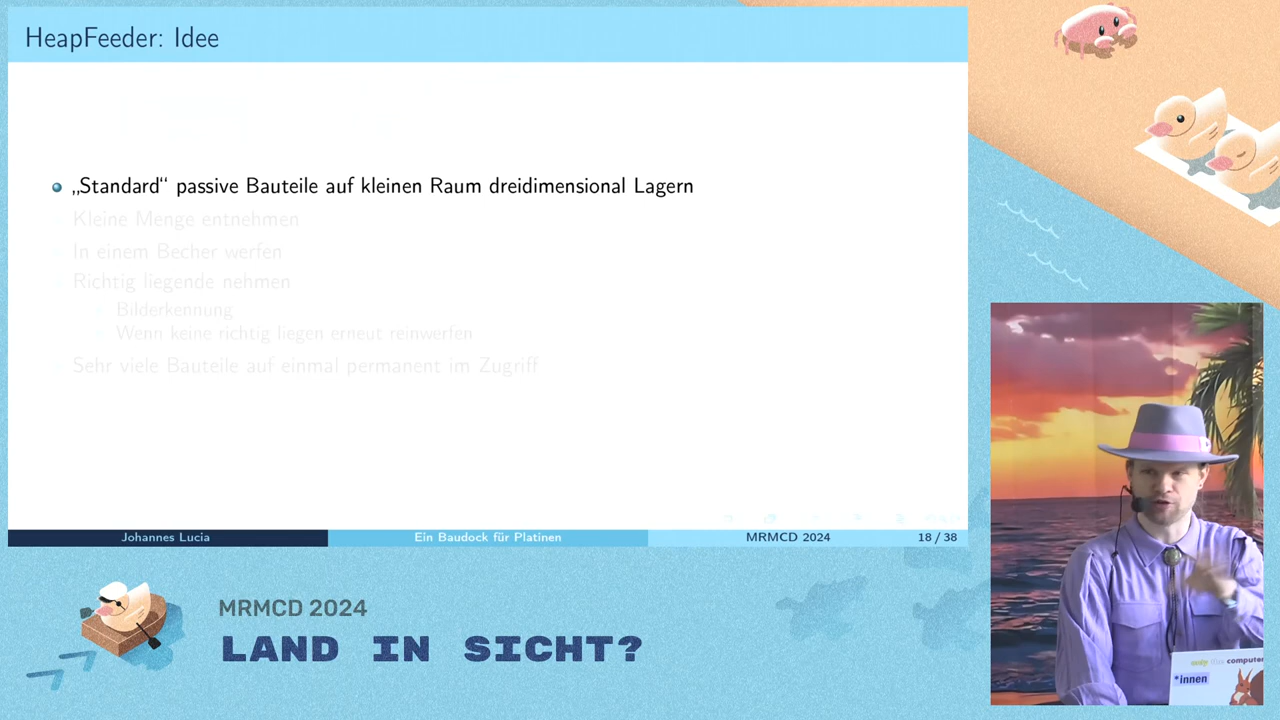 HeapFeeder: Idee
„Standard“ passive Bauteile auf kleinen Raum dreidimensional Lagern
Kleine Menge entnehmen
In einem Becher werfen
Richtig liegende nehmen
Bilderkennung
Wenn keine richtig liegen erneut reinwerfen
Sehr viele Bauteile auf einmal permanent im Zugriff
Johannes Lucia
Ein Baudock für Platinen
MRMCD 2024
18 / 38
MRMCD 2024
LAND IN SICHT?
computer
*innen